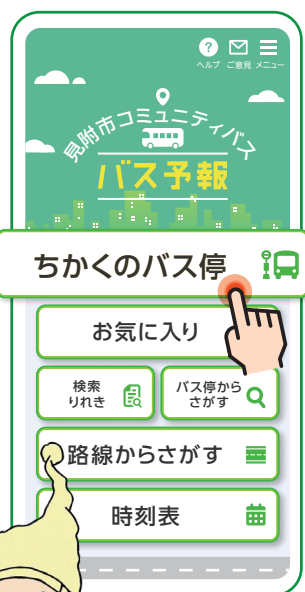 ?
ヘルプ ご意見 メニュー
見附市コミュニティバス
バス予報
ちかくのバス停
お気に入り
検索
りれき
バス停から
さがす
路線からさがす
時刻表